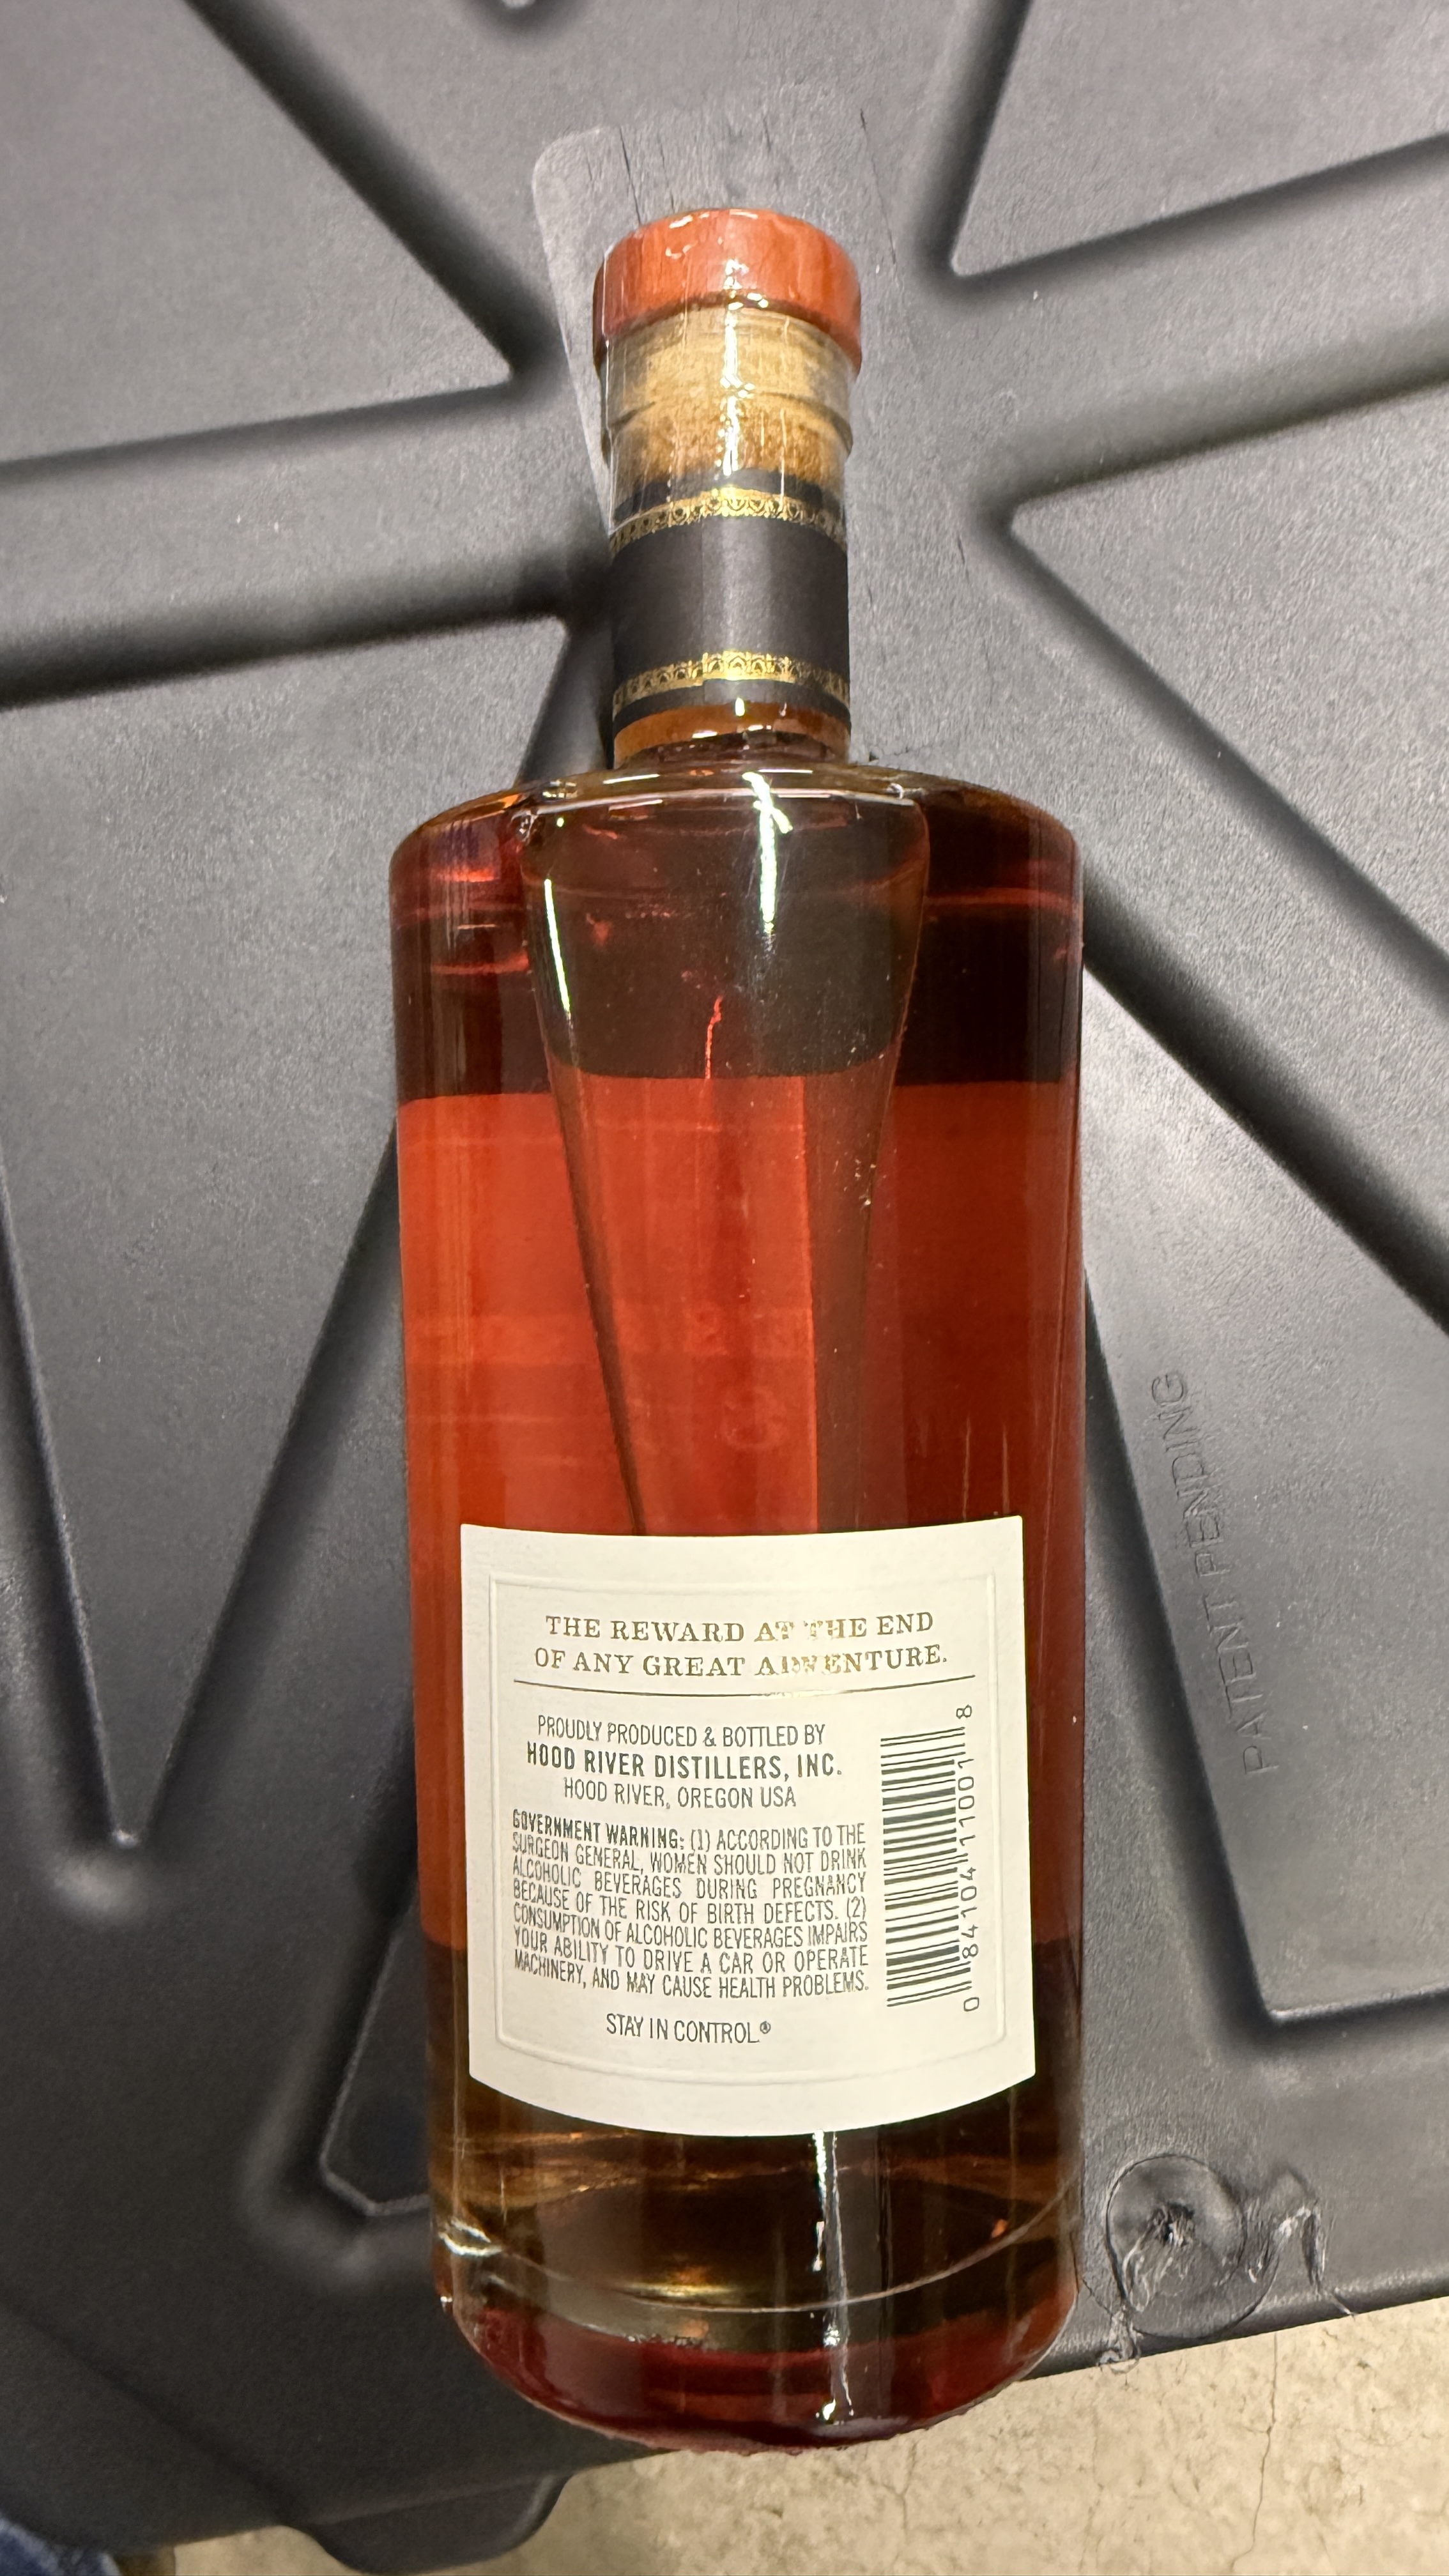 THE REWARD AT THE END
OF ANY GREAT ADVENTURE.
PROUDLY PRODUCED & BOTTLED BY
HOOD RIVER DISTILLERS, INC.
HOOD RIVER, OREGON USA
GOVERNMENT WARNING: (1) ACCORDING TO THE
SURGEON GENERAL, WOMEN SHOULD NOT DRINK
ALCOHOLIC BEVERAGES DURING PREGNANCY
BECAUSE OF THE RISK OF BIRTH DEFECTS. (2)
CONSUMPTION OF ALCOHOLIC BEVERAGES IMPAIRS
YOUR ABILITY TO DRIVE A CAR OR OPERATE
MACHINERY, AND MAY CAUSE HEALTH PROBLEMS.
STAY IN CONTROL®
0 84104 11001 8
PATENT PENDING